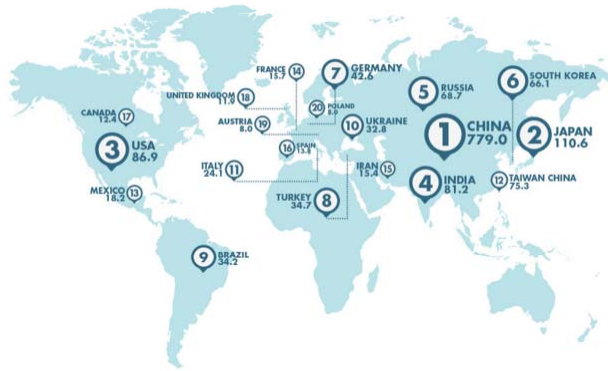 FRANCE
15.7
14
7
GERMANY
42.6
UNITED KINGDOM
11.9
18
20
POLAND
8.0
5
RUSSIA
68.7
6
SOUTH KOREA
66.1
CANADA
12.4
17
AUSTRIA
8.0
19
10
UKRAINE
32.8
1
CHINA
779.0
2
JAPAN
110.6
3
USA
86.9
16
SPAIN
13.8
ITALY
24.1
11
IRAN
15.4
15
4
INDIA
81.2
12
TAIWAN CHINA
75.3
MEXICO
18.2
13
TURKEY
34.7
8
9
BRAZIL
34.2